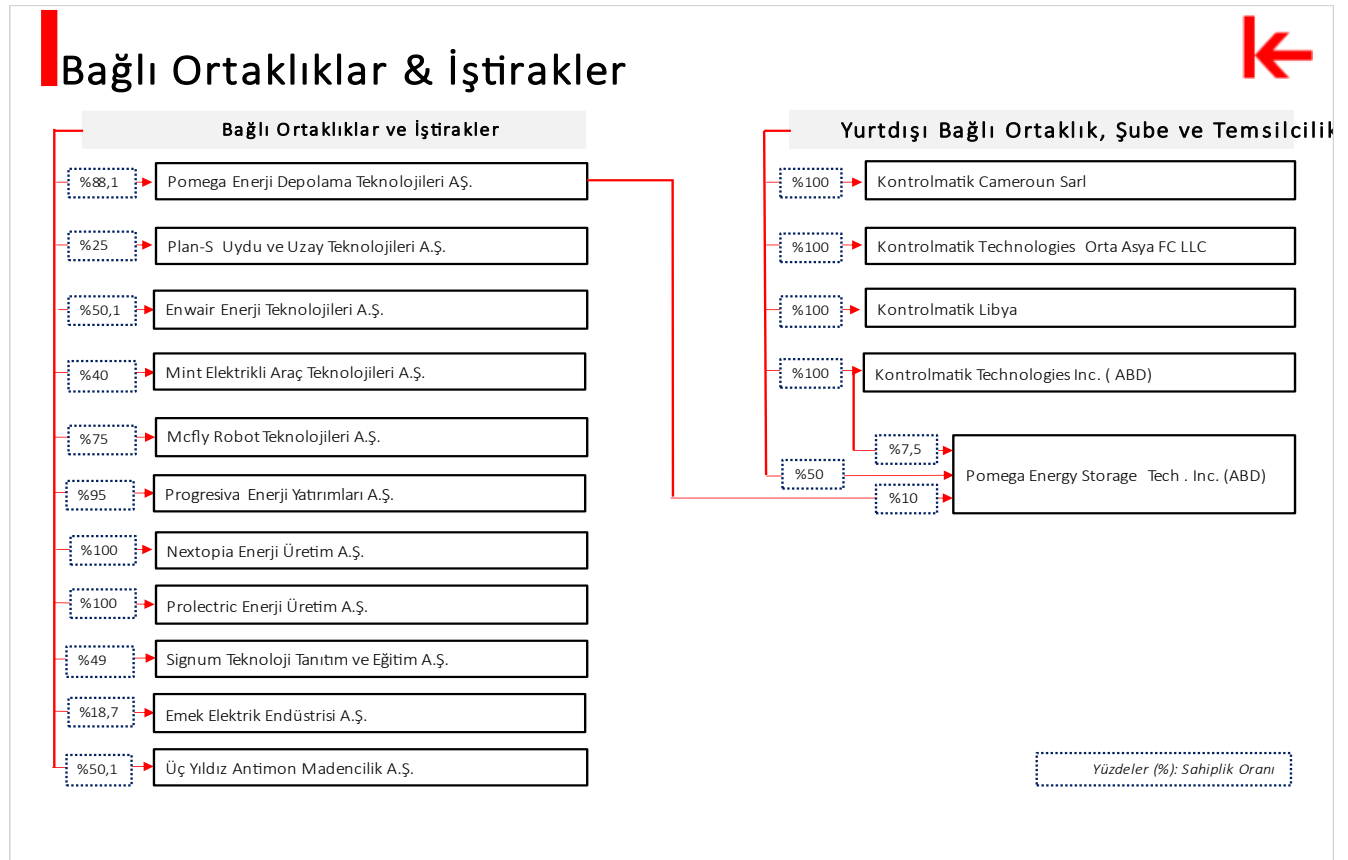 Bağlı Ortaklıklar & İştirakler
Bağlı Ortaklıklar ve İştirakler
%88,1
Pomega Enerji Depolama Teknolojileri AŞ.
%25
Plan-S Uydu ve Uzay Teknolojileri A.Ş.
%50,1
Enwair Enerji Teknolojileri A.Ş.
%40
Mint Elektrikli Araç Teknolojileri A.Ş.
%75
Mcfly Robot Teknolojileri A.Ş.
%95
Progresiva Enerji Yatırımları A.Ş.
%100
Nextopia Enerji Üretim A.Ş.
%100
Prolectric Enerji Üretim A.Ş.
%49
Signum Teknoloji Tanıtım ve Eğitim A.Ş.
%18,7
Emek Elektrik Endüstrisi A.Ş.
%50,1
Üç Yıldız Antimon Madencilik A.Ş.
Yurtdışı Bağlı Ortaklık, Şube ve Temsilcilik
%100
Kontrolmatik Cameroun Sarl
%100
Kontrolmatik Technologies Orta Asya FC LLC
%100
Kontrolmatik Libya
%100
Kontrolmatik Technologies Inc. ( ABD)
%7,5
%50
%10
Pomega Energy Storage Tech . Inc. (ABD)
Yüzdeler (%): Sahiplik Oranı